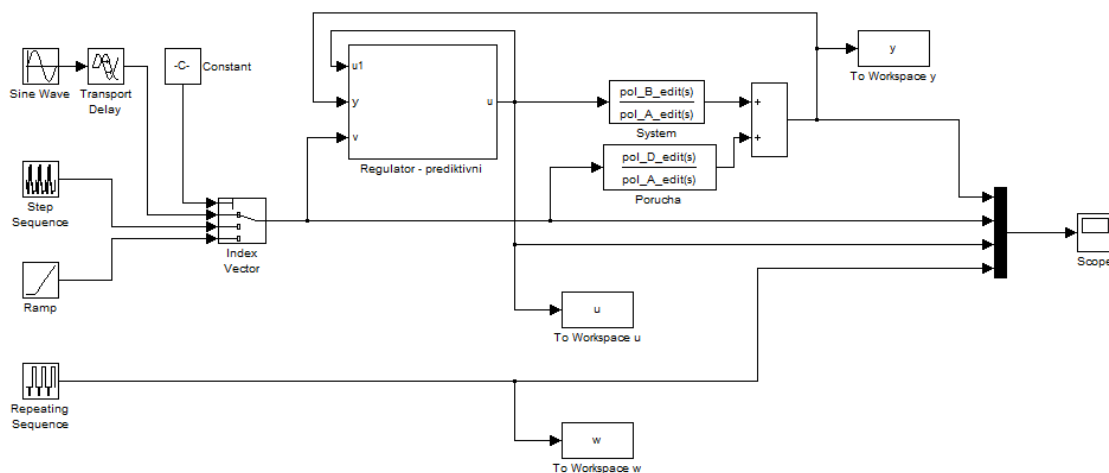 y
To Workspace y
-C-
Constant
Sine Wave
Transport
Delay
u1
y
v
u
Regulator - prediktivni
pol_B_edit(s)
pol_A_edit(s)
System
+
+
pol_D_edit(s)
pol_A_edit(s)
Porucha
Step
Sequence
Index
Vector
Scope
Ramp
u
To Workspace u
Repeating
Sequence
w
To Workspace w